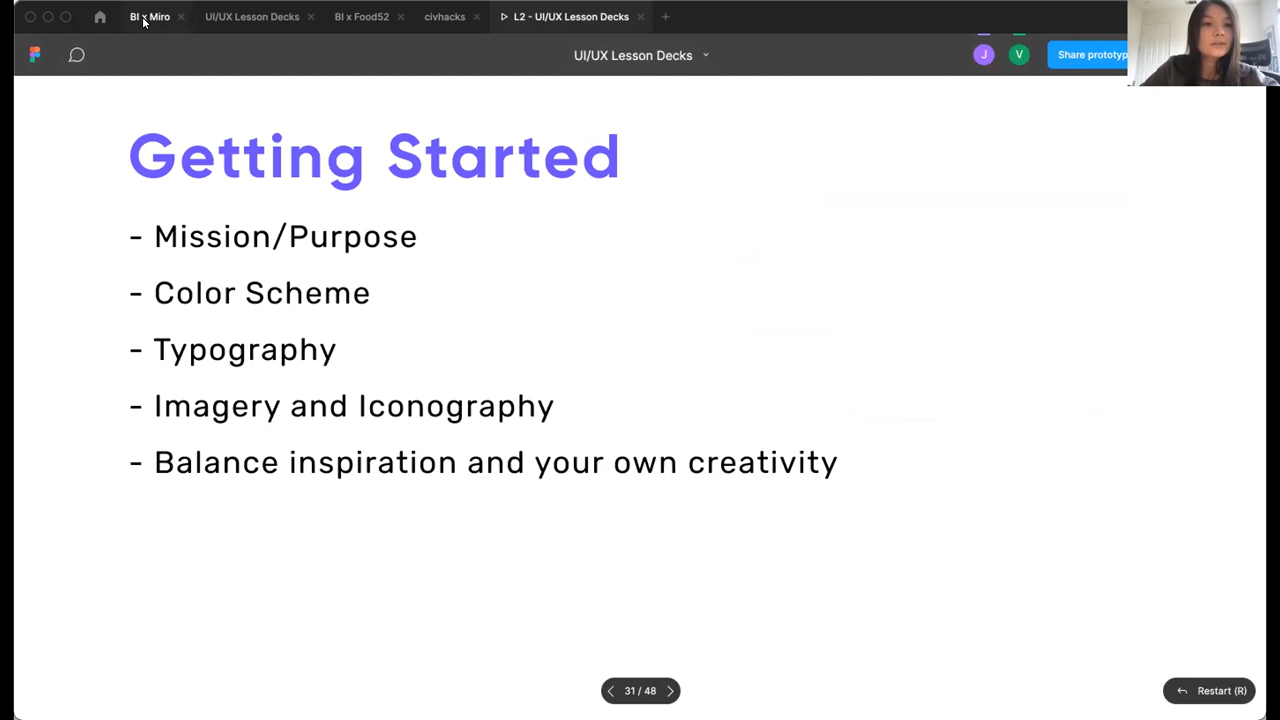 BI x Miro
UI/UX Lesson Decks
BI x Food52
civhacks
L2 - UI/UX Lesson Decks
UI/UX Lesson Decks
J
V
Share prototyp
Getting Started
- Mission/Purpose
- Color Scheme
- Typography
- Imagery and Iconography
- Balance inspiration and your own creativity
31 / 48
Restart (R)